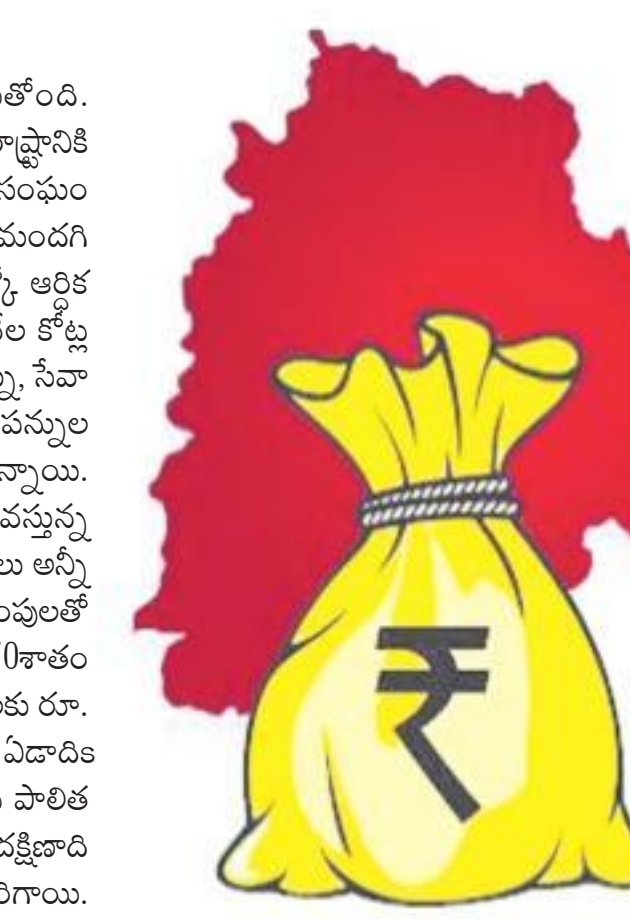 తోంది.
ాష్ట్రానికి
సంఘం
మందగి
ఆర్థిక
కోట్ల
సేవా
పన్నుల
న్నాయి.
వస్తున్న
లు అన్నీ
ంపులతో
0శాతం
కు రూ.
ఏడాదిక
పాలిత
దక్షిణాది
రిగాయి.
₹